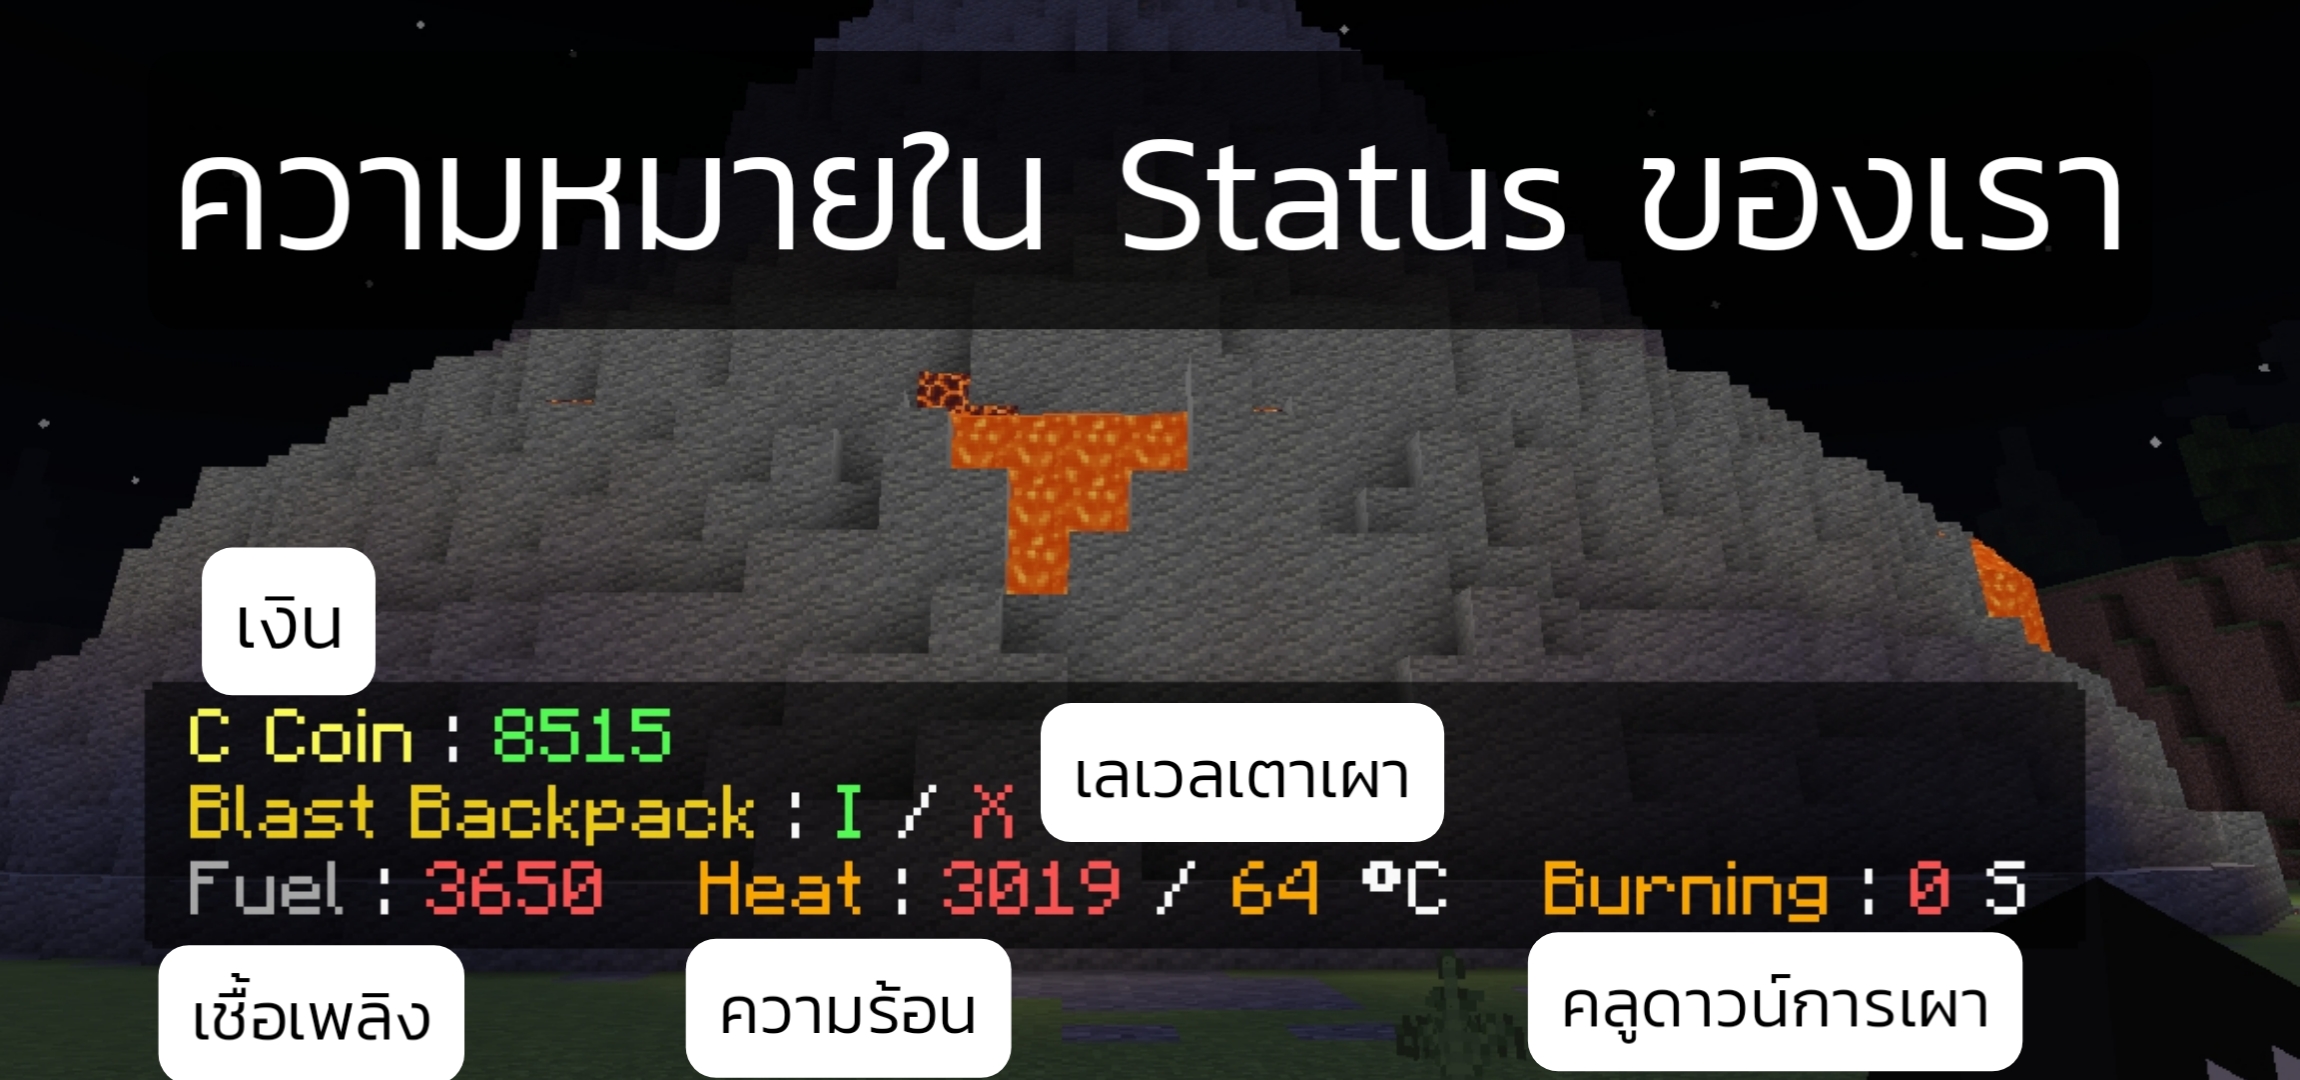 ความหมายใน Status ของเรา
เงิน
C Coin : 8515
Blast Backpack : I / X
เลเวลเตาเผา
Fuel : 3650 Heat : 3019 / 64 °C Burning : 0 S
เชื้อเพลิง
ความร้อน
คลูดาวน์การเผา